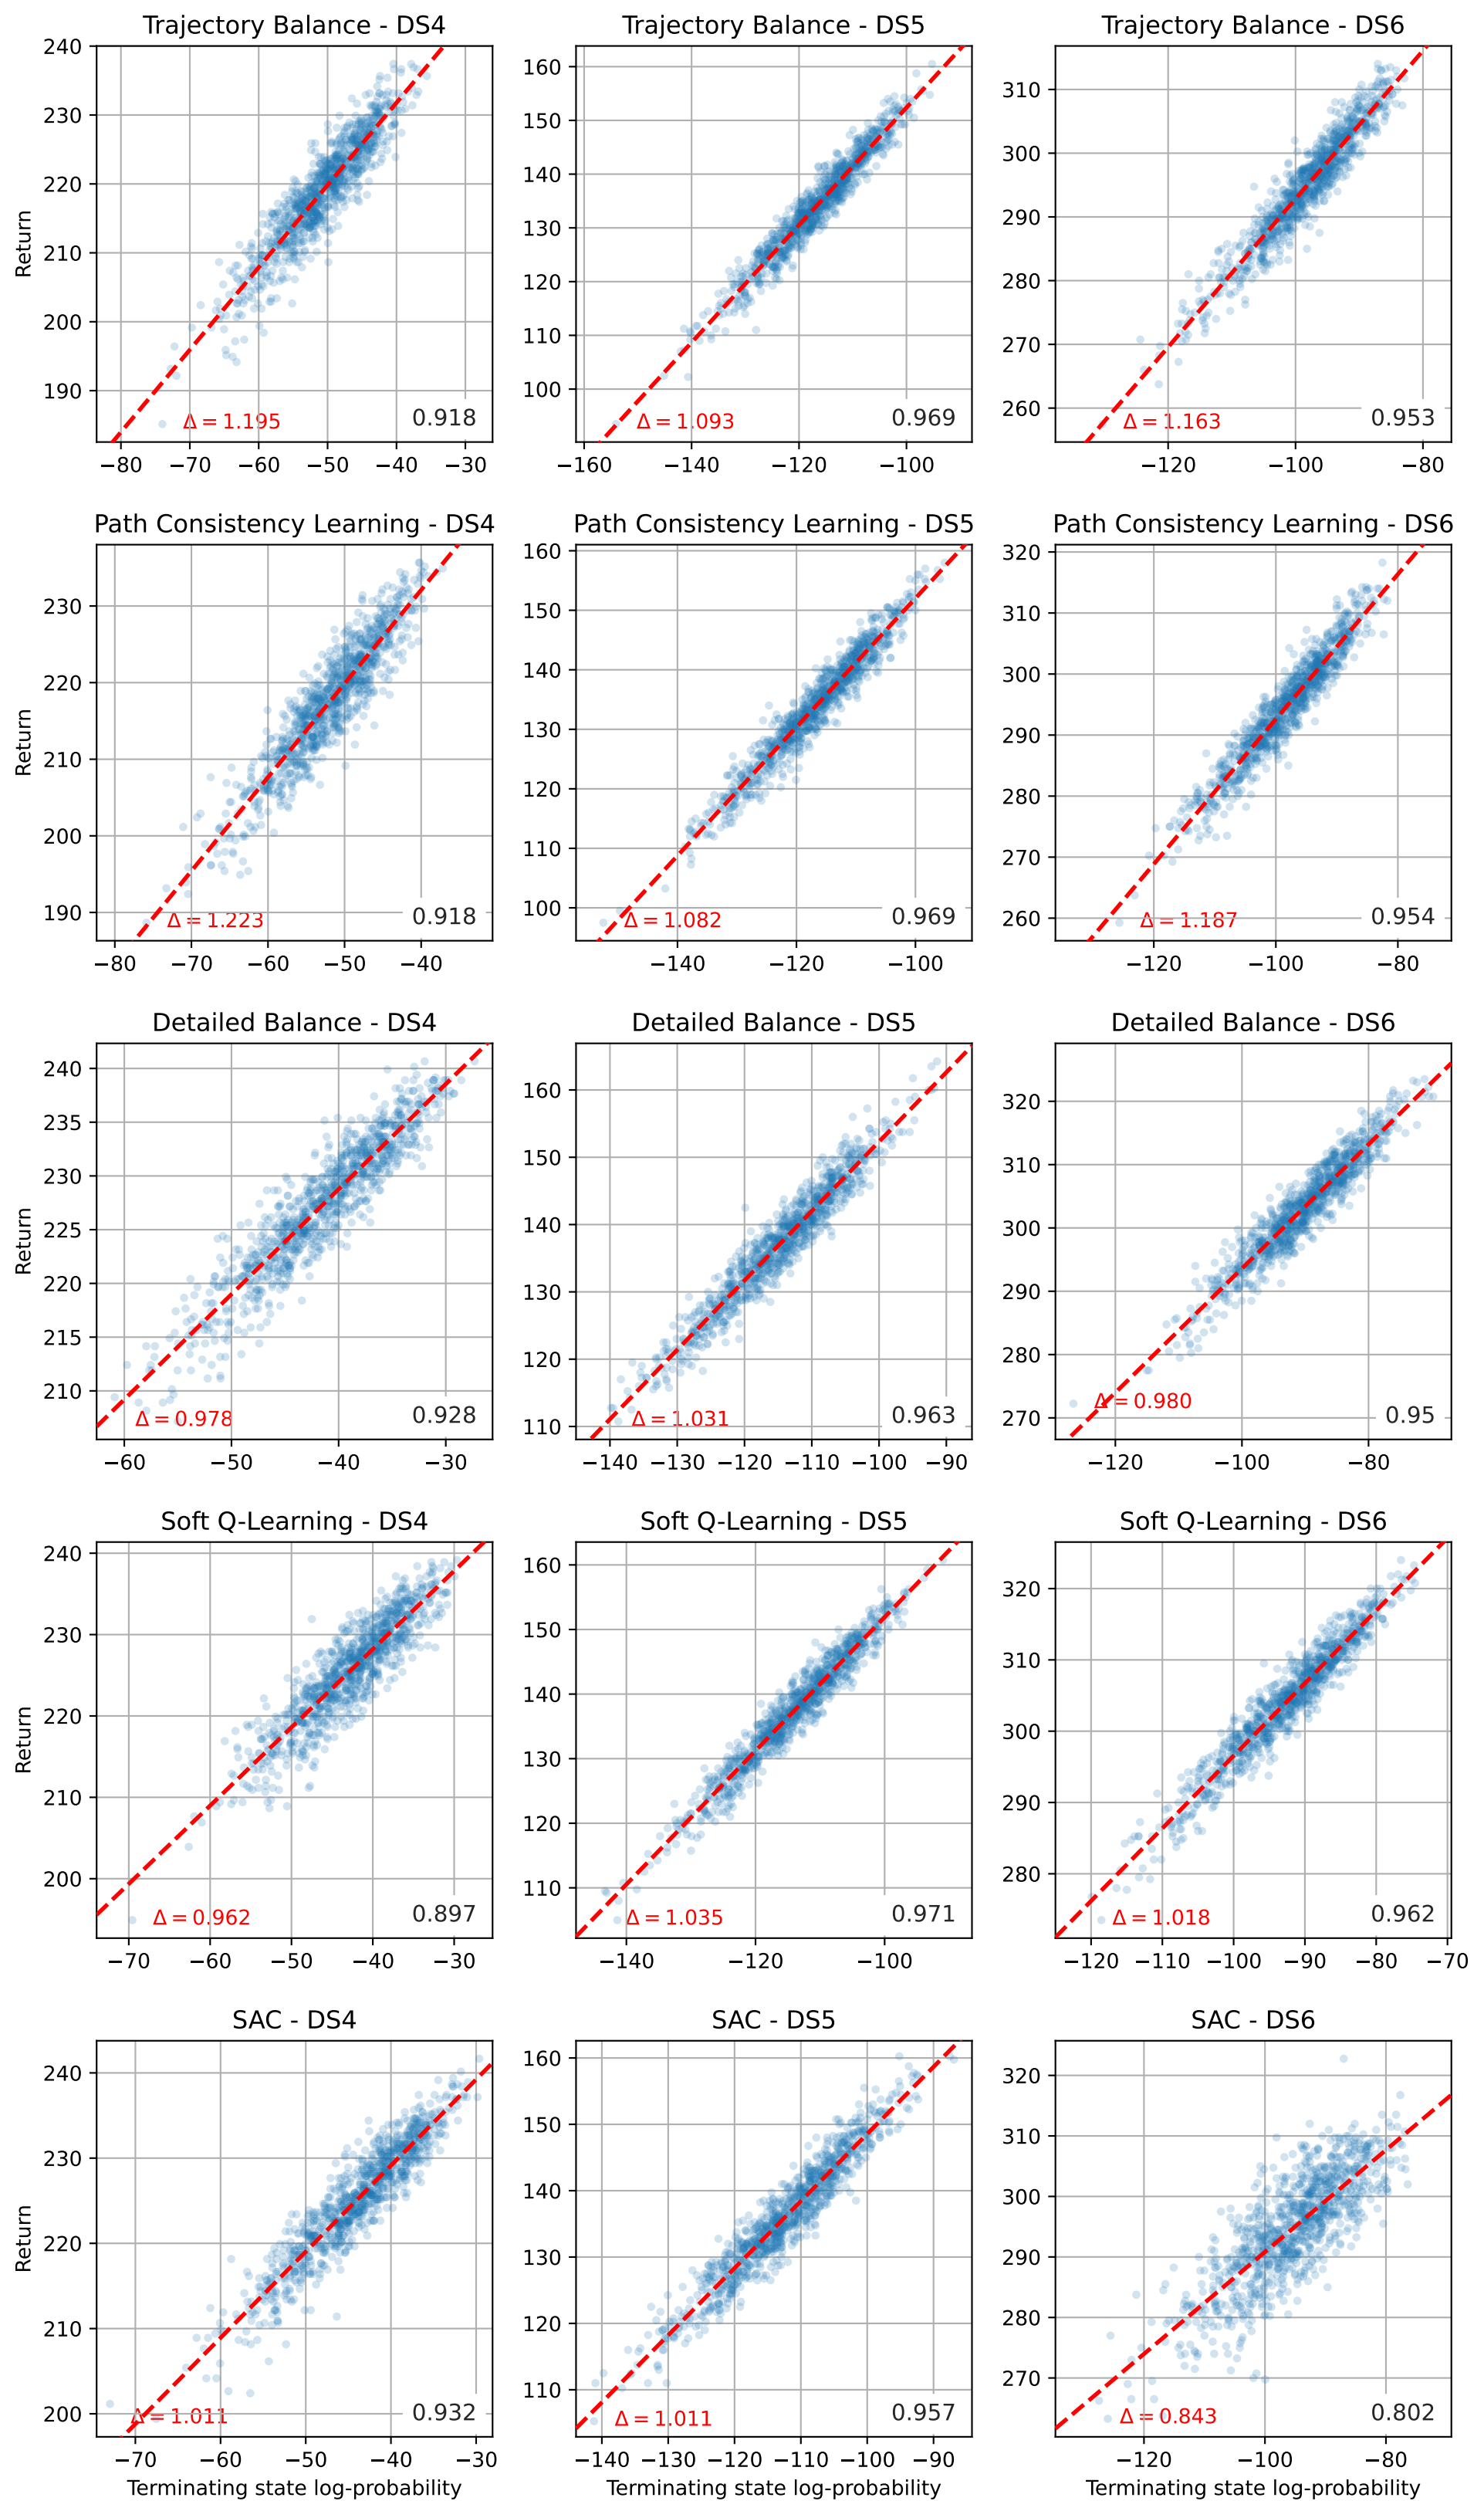 Trajectory Balance - DS4
Trajectory Balance - DS5
Trajectory Balance - DS6
Return
240
230
220
210
200
190
Δ = 1.195
0.918
−80 −70 −60 −50 −40 −30
160
150
140
130
120
110
100
Δ = 1.093
0.969
−160 −140 −120 −100
310
300
290
280
270
260
Δ = 1.163
0.953
−120 −100 −80
Path Consistency Learning - DS4
Path Consistency Learning - DS5
Path Consistency Learning - DS6
Return
230
220
210
200
190
Δ = 1.223
0.918
−80 −70 −60 −50 −40
160
150
140
130
120
110
100
Δ = 1.082
0.969
−140 −120 −100
320
310
300
290
280
270
260
Δ = 1.187
0.954
−120 −100 −80
Detailed Balance - DS4
Detailed Balance - DS5
Detailed Balance - DS6
Return
240
235
230
225
220
215
210
Δ = 0.978
0.928
−60 −50 −40 −30
160
150
140
130
120
110
Δ = 1.031
0.963
−140 −130 −120 −110 −100 −90
320
310
300
290
280
270
Δ = 0.980
0.95
−120 −100 −80
Soft Q-Learning - DS4
Soft Q-Learning - DS5
Soft Q-Learning - DS6
Return
240
230
220
210
200
Δ = 0.962
0.897
−70 −60 −50 −40 −30
160
150
140
130
120
110
Δ = 1.035
0.971
−140 −120 −100
320
310
300
290
280
Δ = 1.018
0.962
−120 −110 −100 −90 −80 −70
SAC - DS4
SAC - DS5
SAC - DS6
Return
240
230
220
210
200
Δ = 1.011
0.932
−70 −60 −50 −40 −30
Terminating state log-probability
160
150
140
130
120
110
Δ = 1.011
0.957
−140 −130 −120 −110 −100 −90
Terminating state log-probability
320
310
300
290
280
270
Δ = 0.843
0.802
−120 −100 −80
Terminating state log-probability